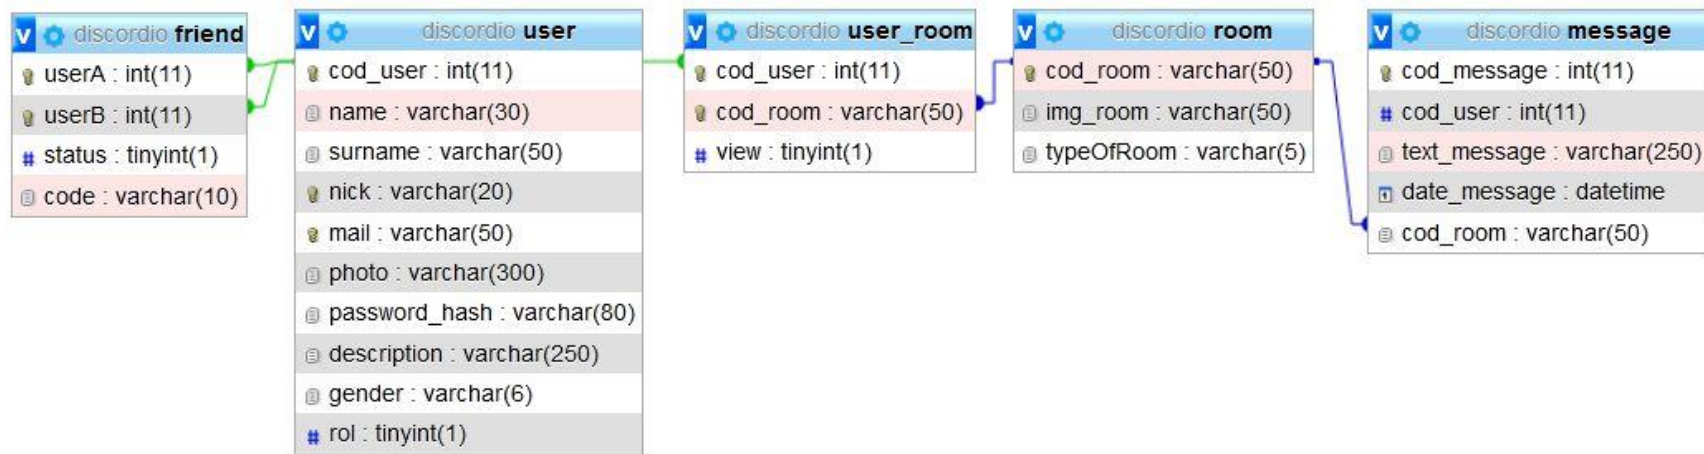 v discordio friend
userA : int(11)
userB : int(11)
# status : tinyint(1)
code : varchar(10)
v discordio user
cod_user : int(11)
name : varchar(30)
surname : varchar(50)
nick : varchar(20)
mail : varchar(50)
photo : varchar(300)
password_hash : varchar(80)
description : varchar(250)
gender : varchar(6)
# rol : tinyint(1)
v discordio user_room
cod_user : int(11)
cod_room : varchar(50)
# view : tinyint(1)
v discordio room
cod_room : varchar(50)
img_room : varchar(50)
typeOfRoom : varchar(5)
v discordio message
cod_message : int(11)
# cod_user : int(11)
text_message : varchar(250)
date_message : datetime
cod_room : varchar(50)